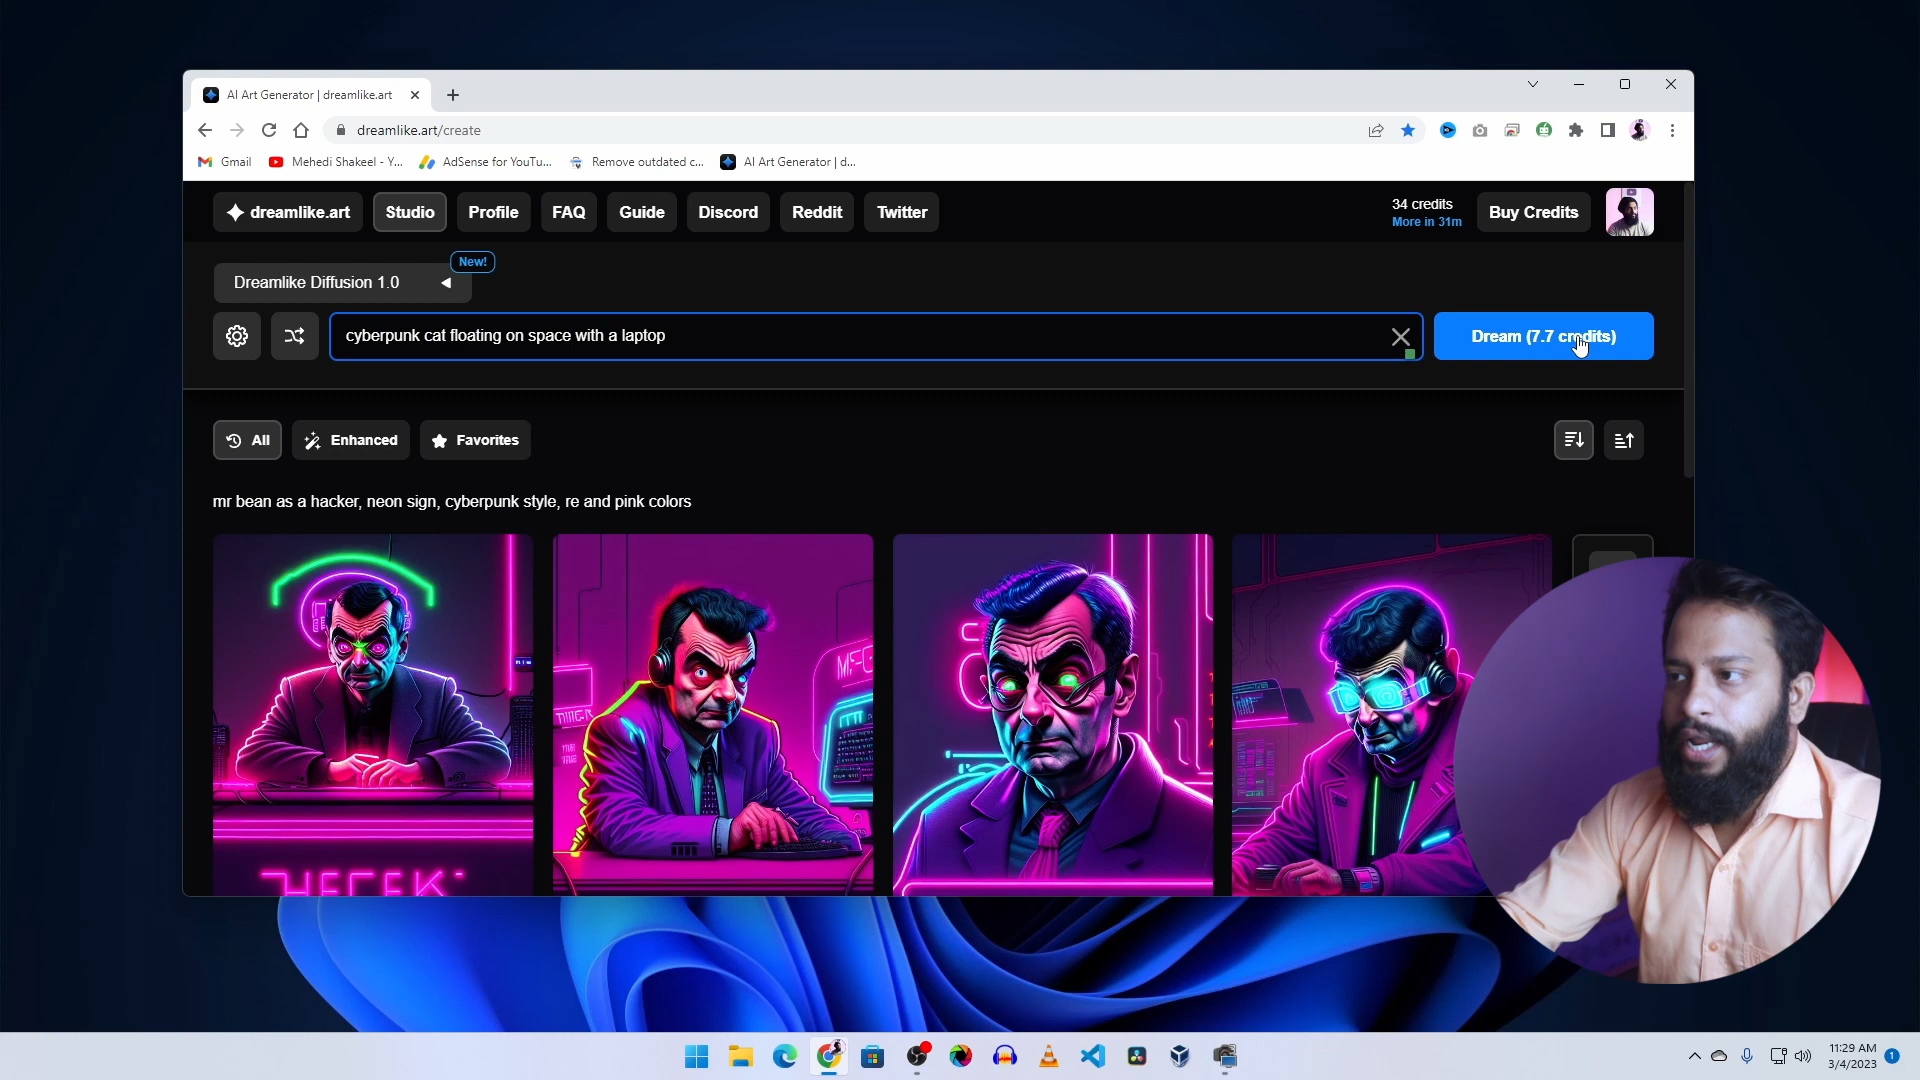 AI Art Generator | dreamlike.art
dreamlike.art/create
Gmail
Mehedi Shakeel - Y...
AdSense for YouTu...
Remove outdated c...
AI Art Generator | d...
dreamlike.art
Studio
Profile
FAQ
Guide
Discord
Reddit
Twitter
34 credits
More in 31m
Buy Credits
New!
Dreamlike Diffusion 1.0
cyberpunk cat floating on space with a laptop
Dream (7.7 credits)
All
Enhanced
Favorites
mr bean as a hacker, neon sign, cyberpunk style, re and pink colors
11:29 AM
3/4/2023
1